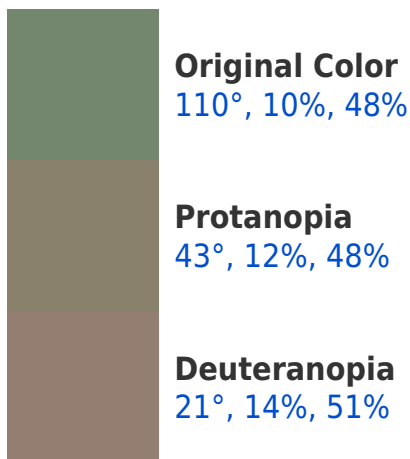 Original Color
110°, 10%, 48%
Protanopia
43°, 12%, 48%
Deuteranopia
21°, 14%, 51%